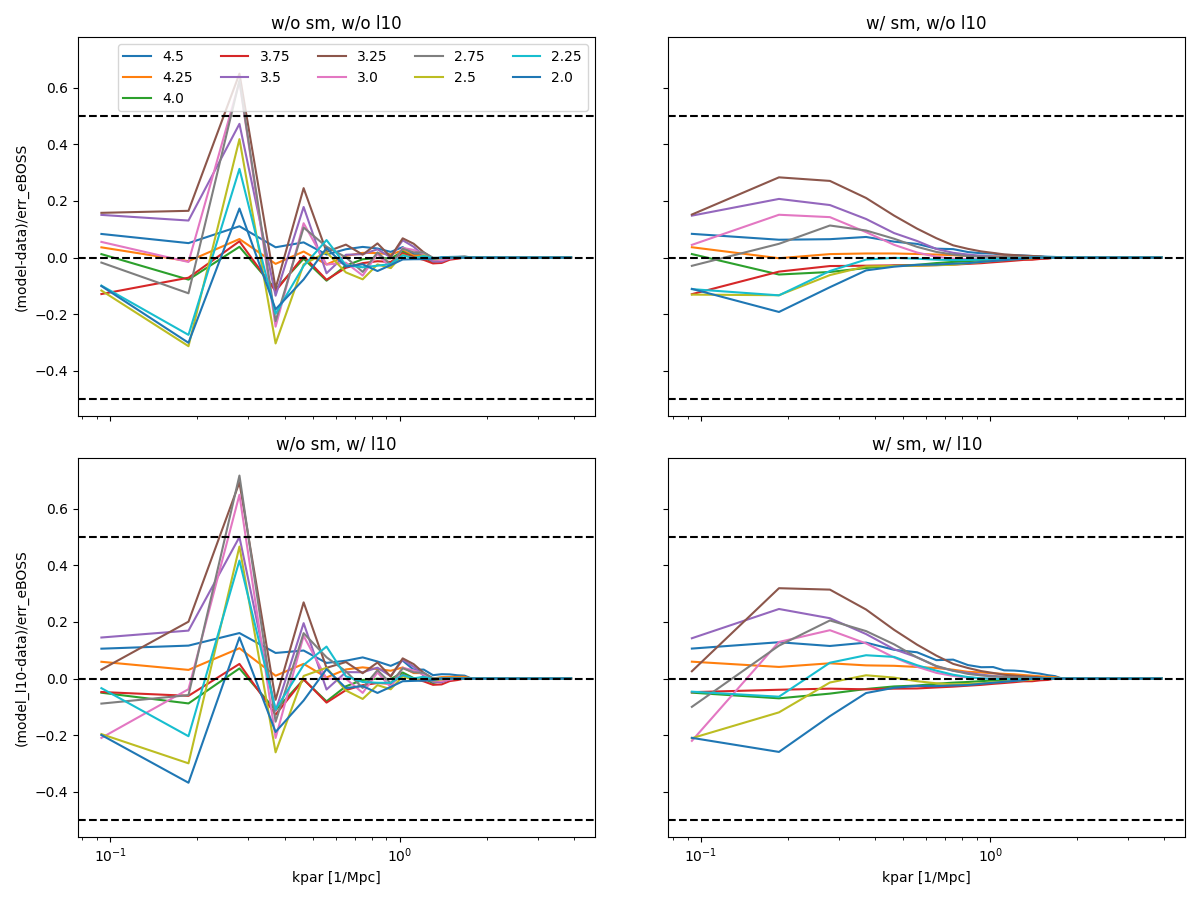 w/o sm, w/o l10
w/ sm, w/o l10
4.5 3.75 3.25 2.75 2.25
4.25 3.5 3.0 2.5 2.0
4.0
0.6
0.4
0.2
0.0
−0.2
−0.4
(model-data)/err_eBOSS
w/o sm, w/ l10
w/ sm, w/ l10
0.6
0.4
0.2
0.0
−0.2
−0.4
(model_l10-data)/err_eBOSS
10⁻¹ 10⁰
10⁻¹ 10⁰
kpar [1/Mpc]
kpar [1/Mpc]